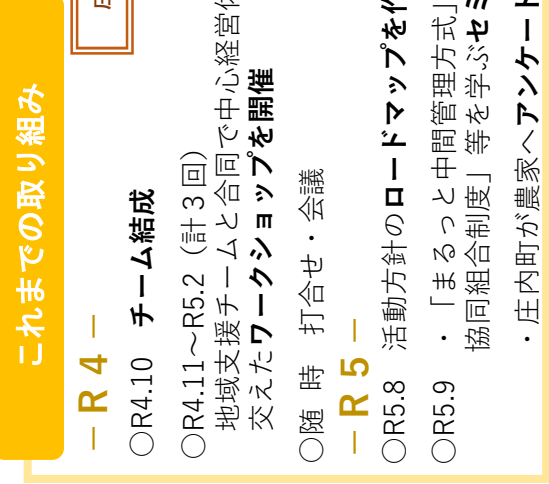 これまでの取り組み
－R４－
○R4.10 チーム結成
○R4.11～R5.2（計３回）
地域支援チームと合同で中心経営
交えたワークショップを開催
○随 時 打合せ・会議
－R５－
○R5.8 活動方針のロードマップを
○R5.9 ・「まるっと中間管理方式」
協同組合制度」等を学ぶセミ
・庄内町が農家へアンケート